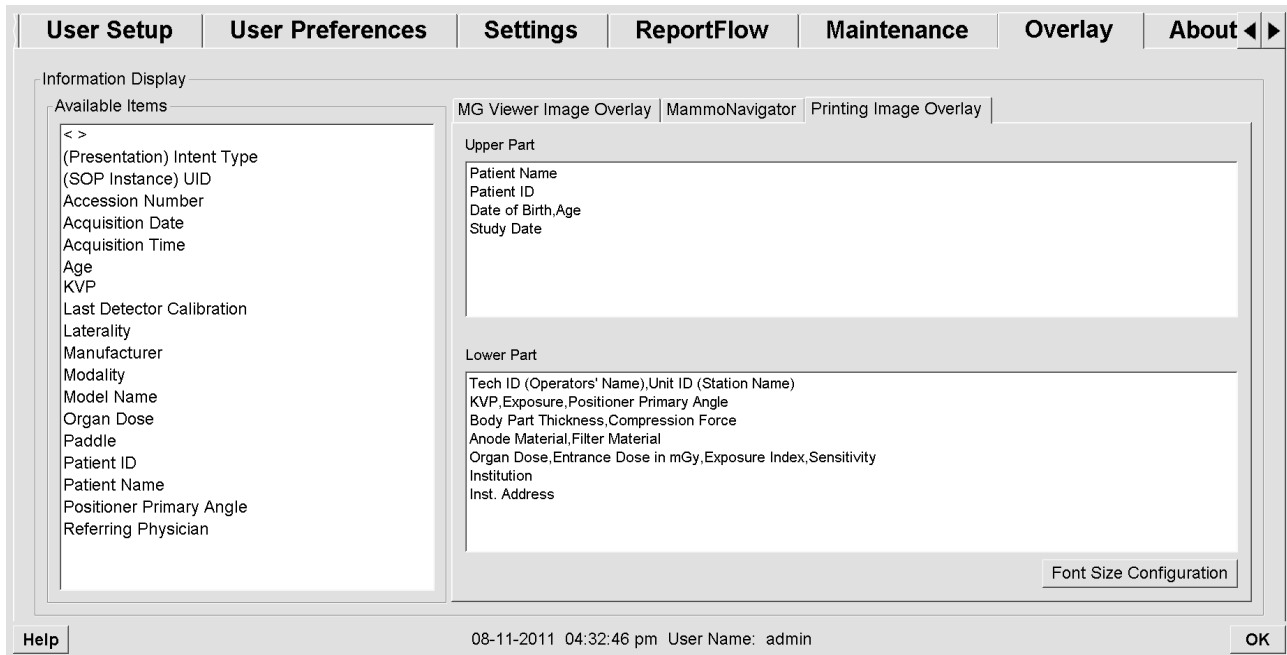 User Setup
User Preferences
Settings
ReportFlow
Maintenance
Overlay
About
Information Display
Available Items
< >
(Presentation) Intent Type
(SOP Instance) UID
Accession Number
Acquisition Date
Acquisition Time
Age
KVP
Last Detector Calibration
Laterality
Manufacturer
Modality
Model Name
Organ Dose
Paddle
Patient ID
Patient Name
Positioner Primary Angle
Referring Physician
MG Viewer Image Overlay
MammoNavigator
Printing Image Overlay
Upper Part
Patient Name
Patient ID
Date of Birth,Age
Study Date
Lower Part
Tech ID (Operators' Name),Unit ID (Station Name)
KVP,Exposure,Positioner Primary Angle
Body Part Thickness,Compression Force
Anode Material,Filter Material
Organ Dose,Entrance Dose in mGy,Exposure Index,Sensitivity
Institution
Inst. Address
Font Size Configuration
Help
08-11-2011 04:32:46 pm User Name: admin
OK